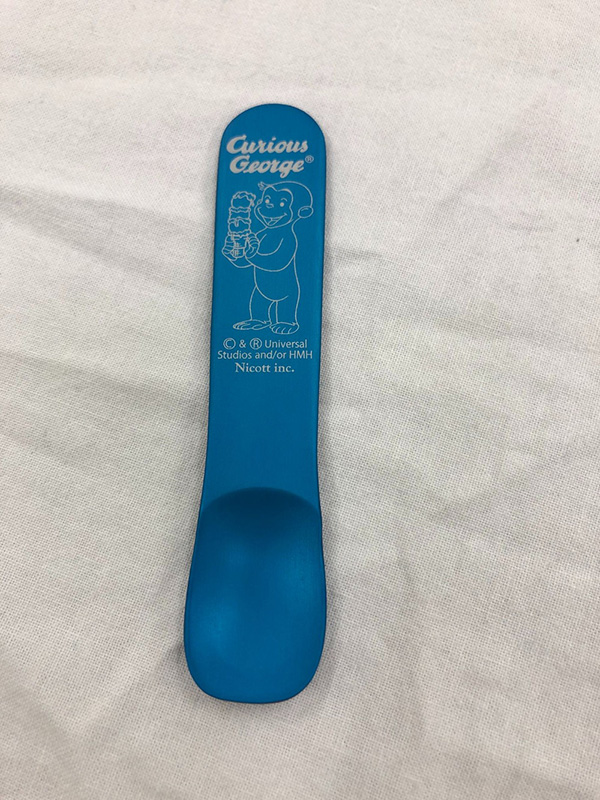 Curious
George®
© & ® Universal
Studios and/or HMH
Nicott inc.